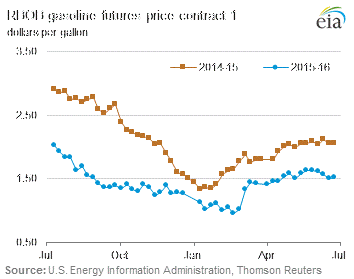 RBOB gasoline futures price contract 1
dollars per gallon
eia
3.50
2014-15
2015-16
2.50
1.50
0.50
Jul
Oct
Jan
Apr
Jul
Source: U.S. Energy Information Administration, Thomson Reuters